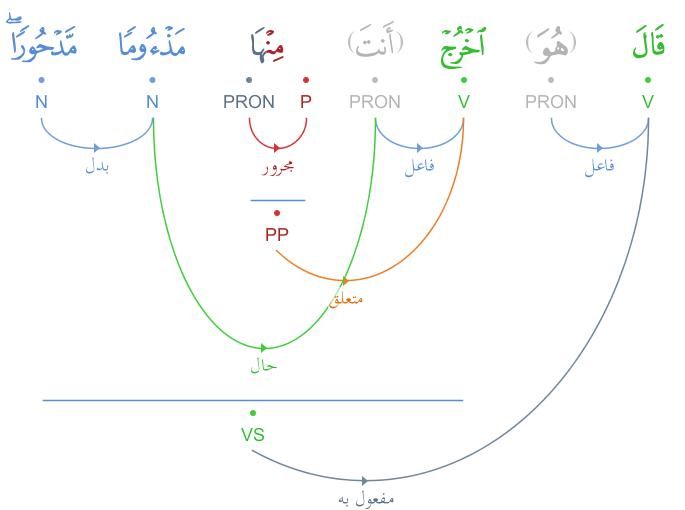 قَالَ (هُوَ) ٱخْرُجْ (أَنتَ) مِنْهَا مَذْءُومًا مَّدْحُورًا ۖ
V PRON V PRON P PRON N N
فاعل فاعل مجرور بدل
PP
متعلق
حال
VS
مفعول به